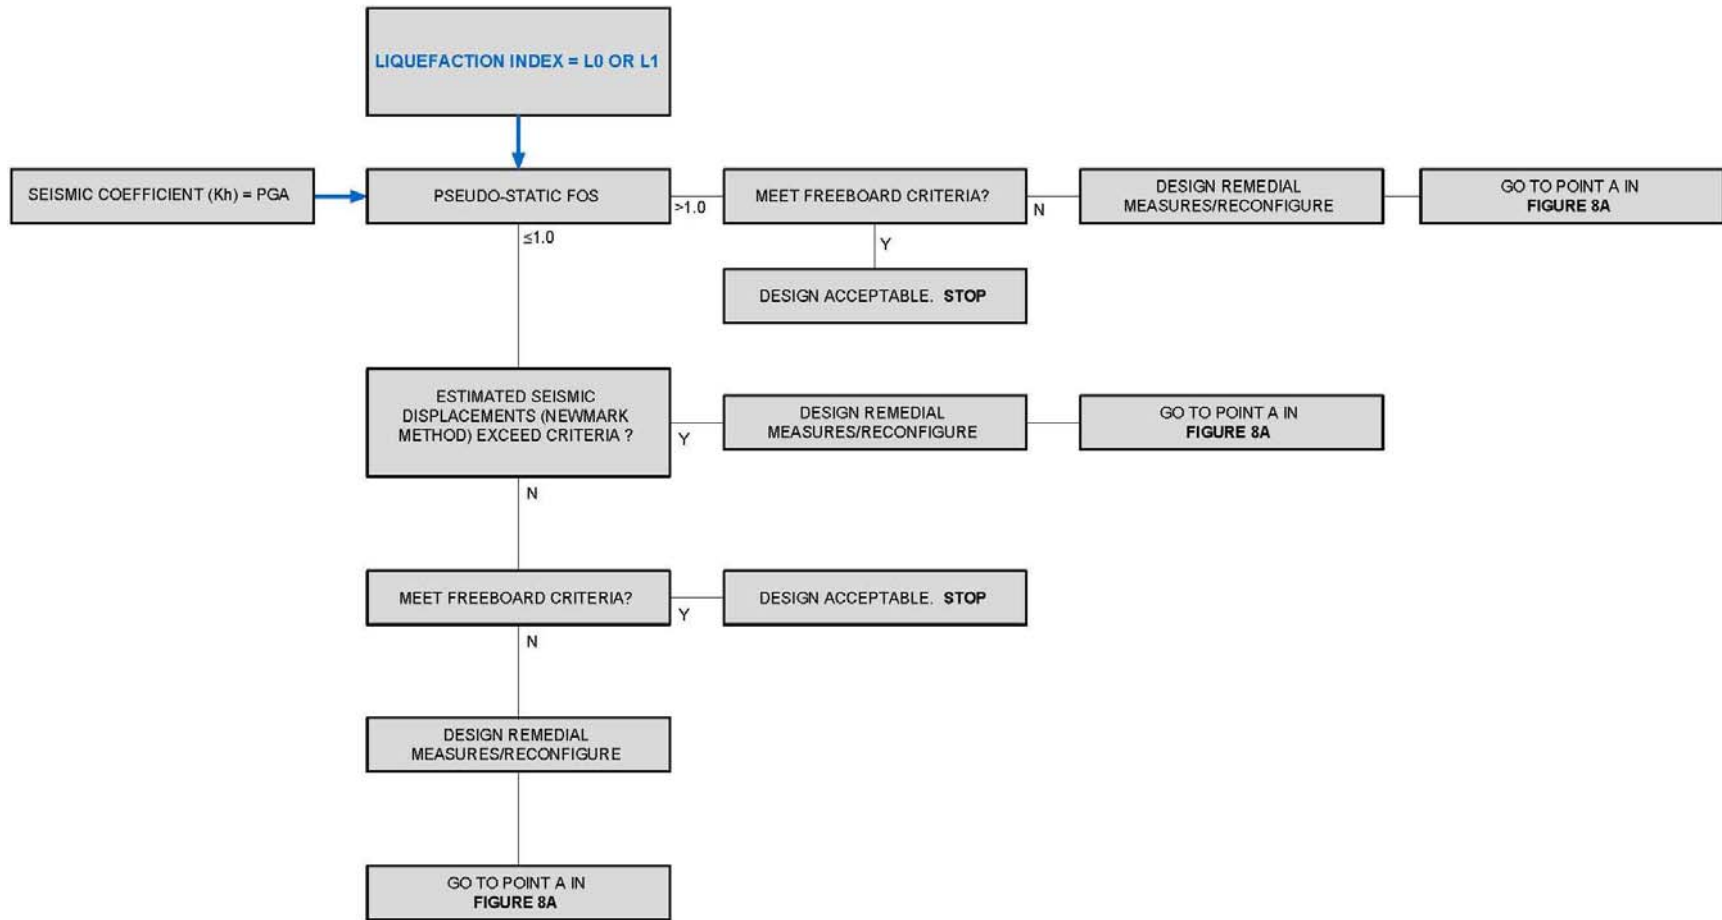 LIQUEFACTION INDEX = L0 OR L1
SEISMIC COEFFICIENT (Kh) = PGA
PSEUDO-STATIC FOS
>1.0
MEET FREEBOARD CRITERIA?
N
DESIGN REMEDIAL
MEASURES/RECONFIGURE
GO TO POINT A IN
FIGURE 8A
≤1.0
Y
DESIGN ACCEPTABLE. STOP
ESTIMATED SEISMIC
DISPLACEMENTS (NEWMARK
METHOD) EXCEED CRITERIA ?
Y
DESIGN REMEDIAL
MEASURES/RECONFIGURE
GO TO POINT A IN
FIGURE 8A
N
MEET FREEBOARD CRITERIA?
Y
DESIGN ACCEPTABLE. STOP
N
DESIGN REMEDIAL
MEASURES/RECONFIGURE
GO TO POINT A IN
FIGURE 8A